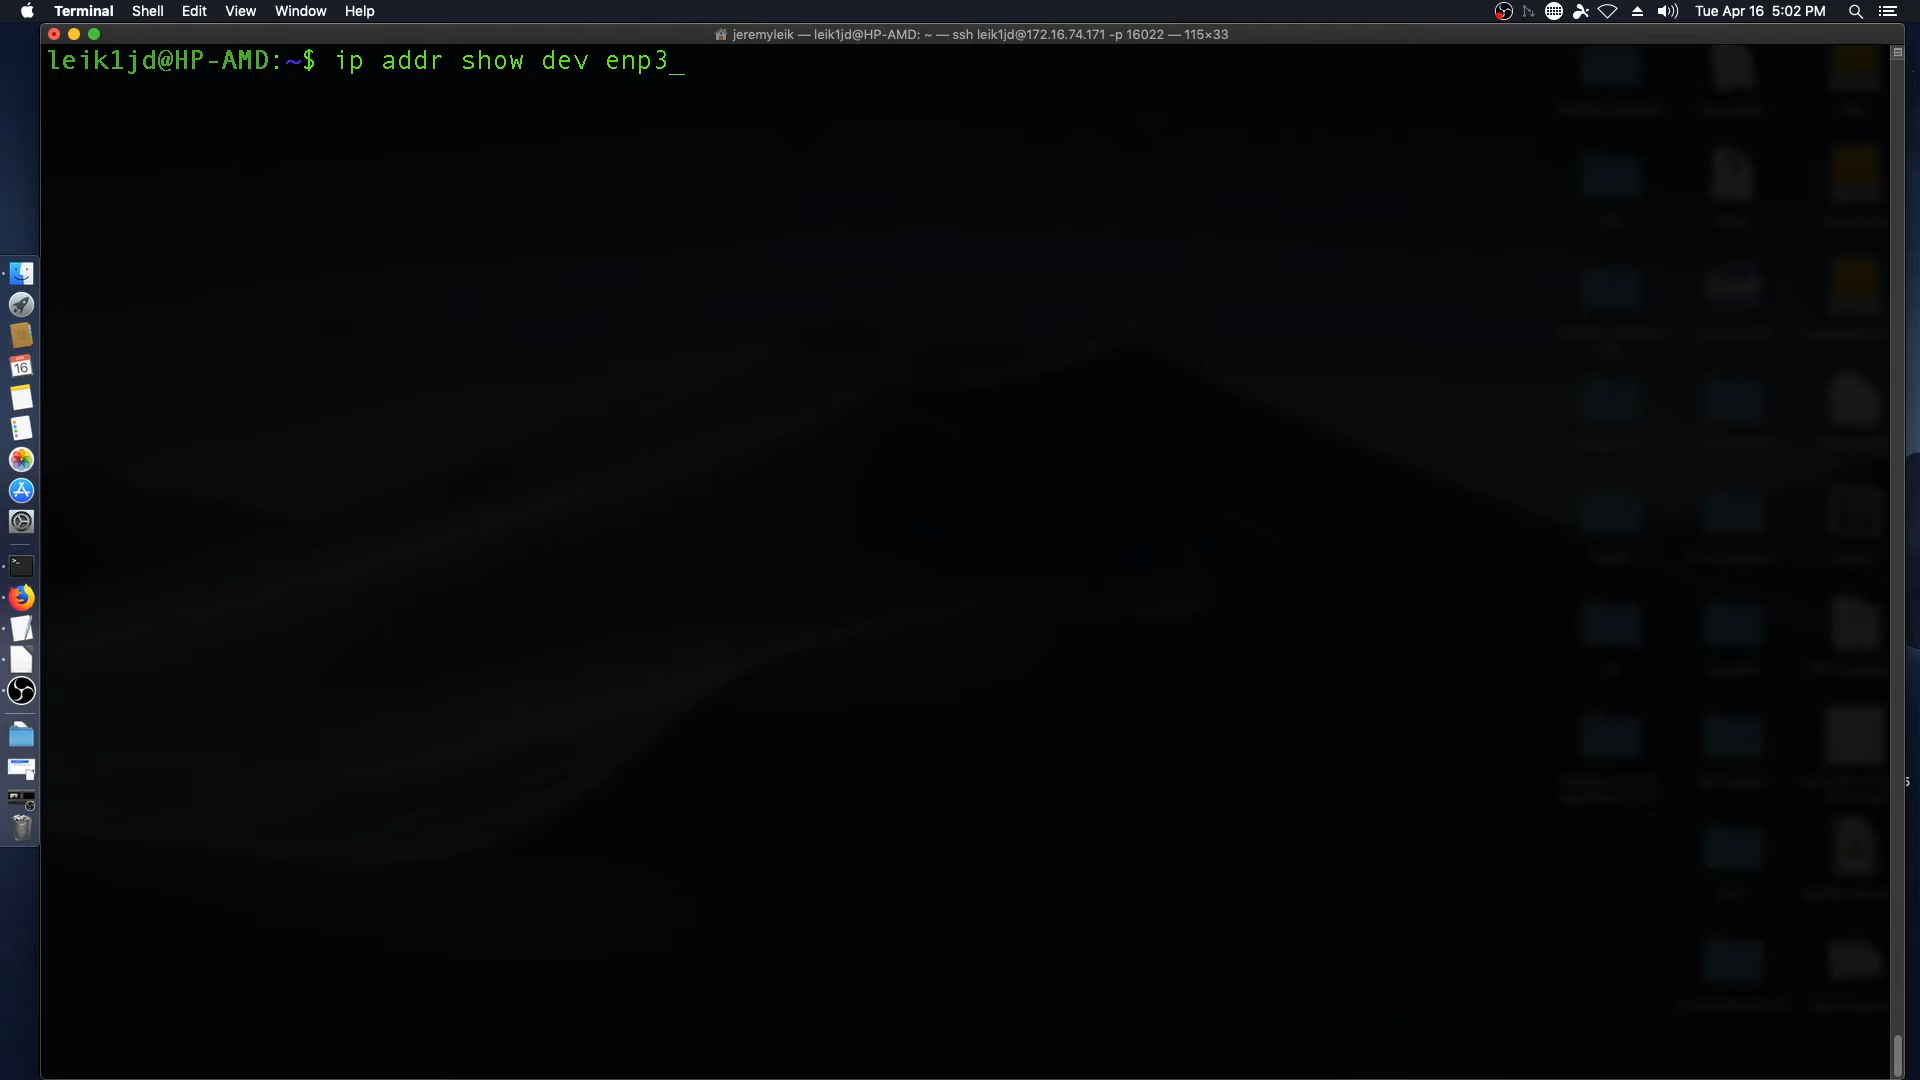 Terminal Shell Edit View Window Help Tue Apr 16 5:02 PM
jeremyleik — leik1jd@HP-AMD: ~ — ssh leik1jd@172.16.74.171 -p 16022 — 115×33
leik1jd@HP-AMD:~$ ip addr show dev enp3_
16